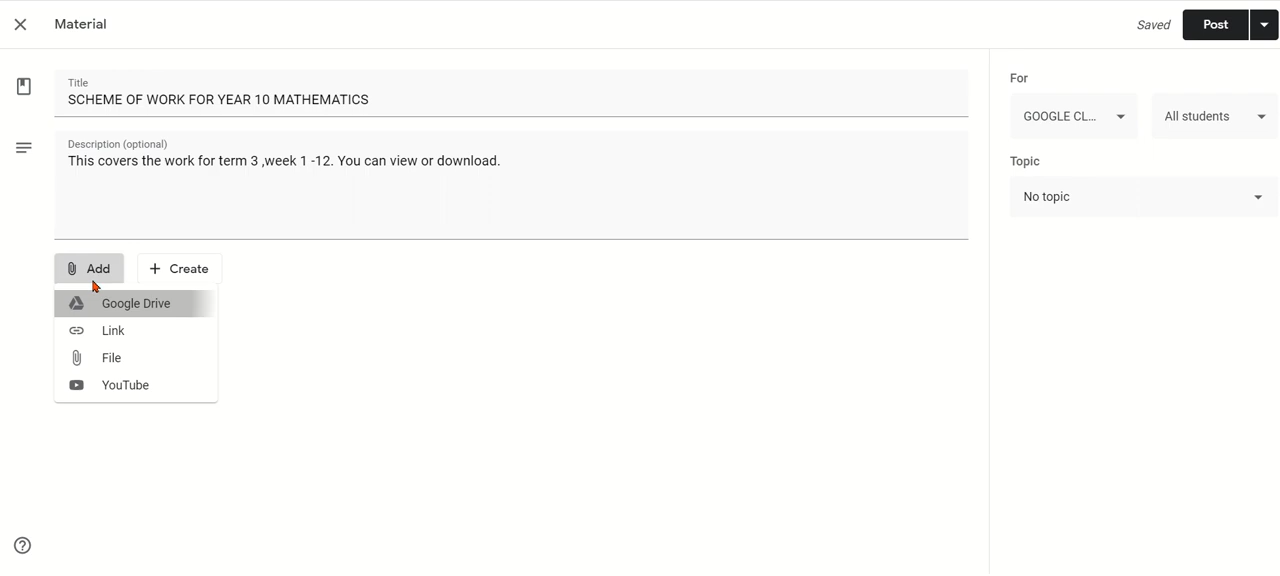 Material
Saved
Post
Title
SCHEME OF WORK FOR YEAR 10 MATHEMATICS
Description (optional)
This covers the work for term 3 ,week 1 -12. You can view or download.
Add
Create
Google Drive
Link
File
YouTube
For
GOOGLE CL...
All students
Topic
No topic